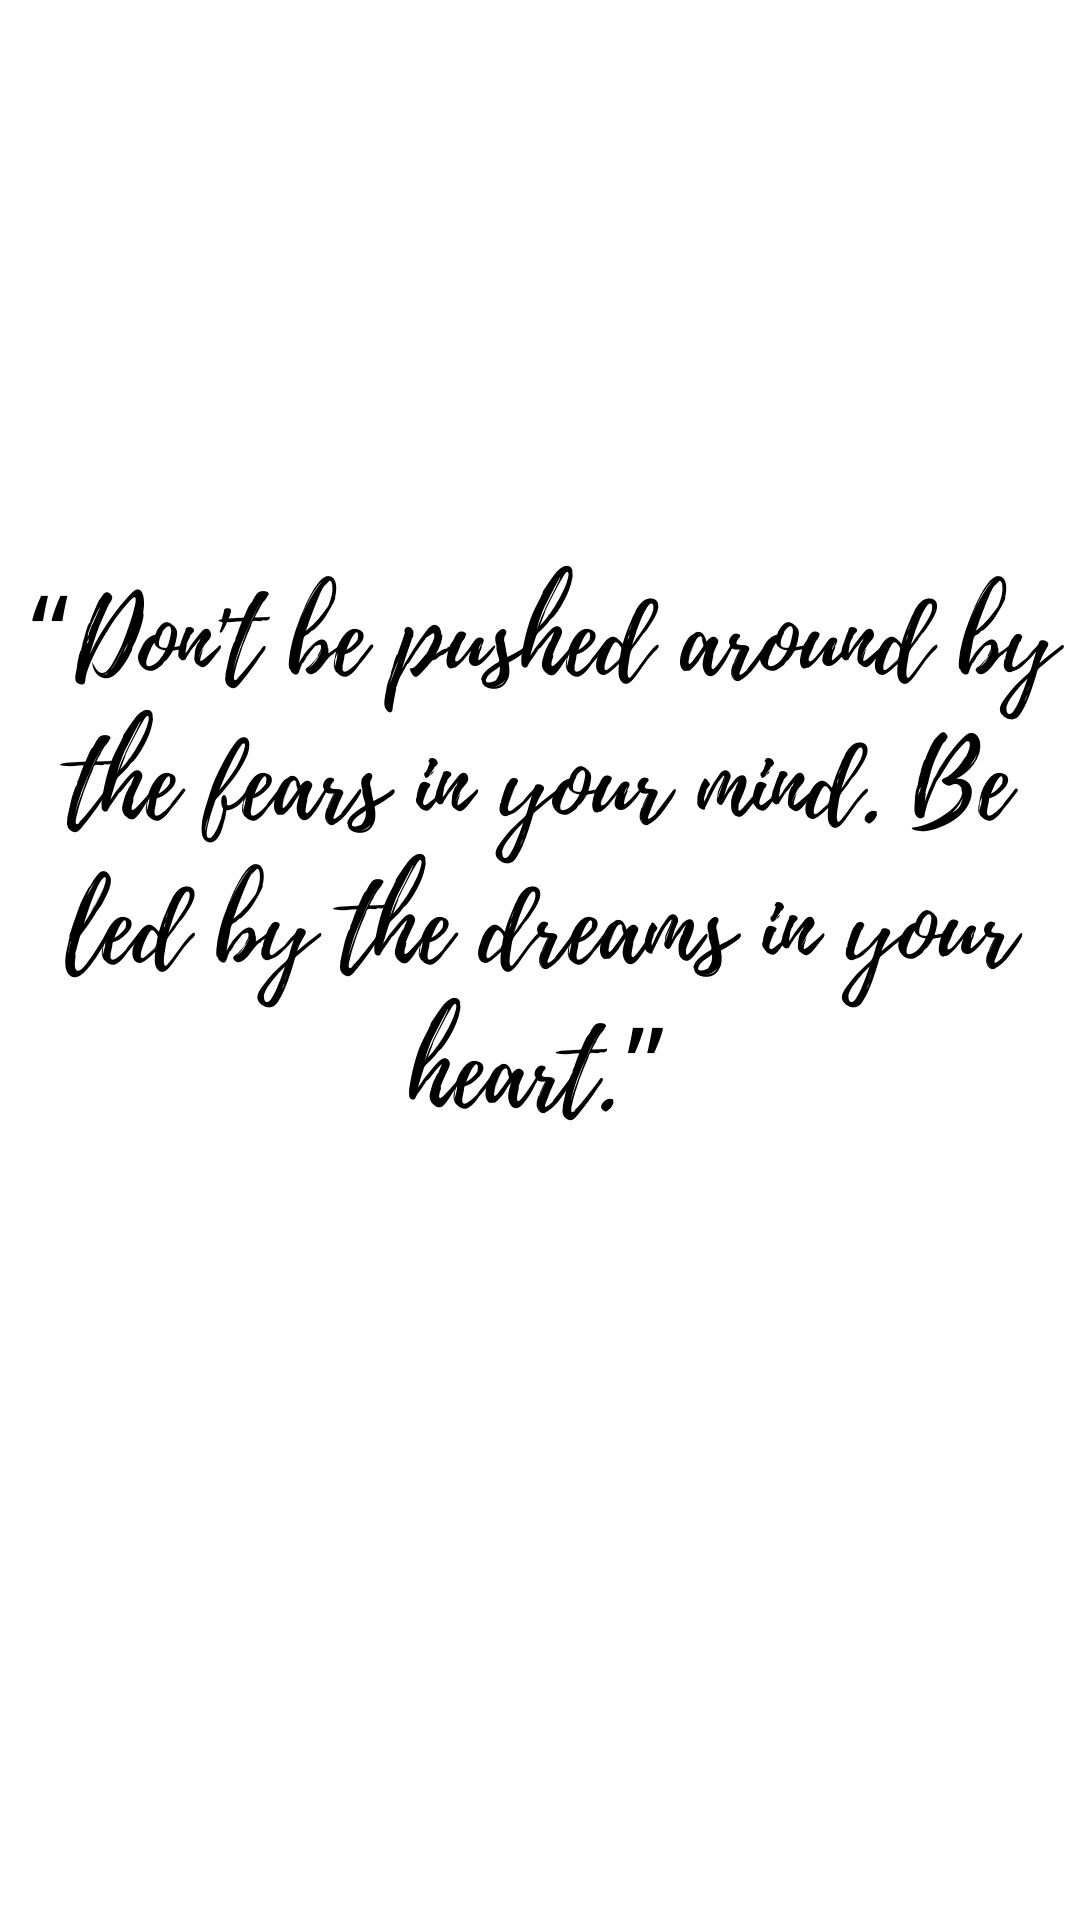 “Don't be pushed around by
the fears in your mind. Be
led by the dreams in your
heart.”